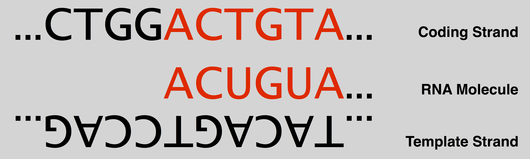 ...CTGGACTGTA... Coding Strand
ACUGUA... RNA Molecule
...TACAGTCCAG... Template Strand